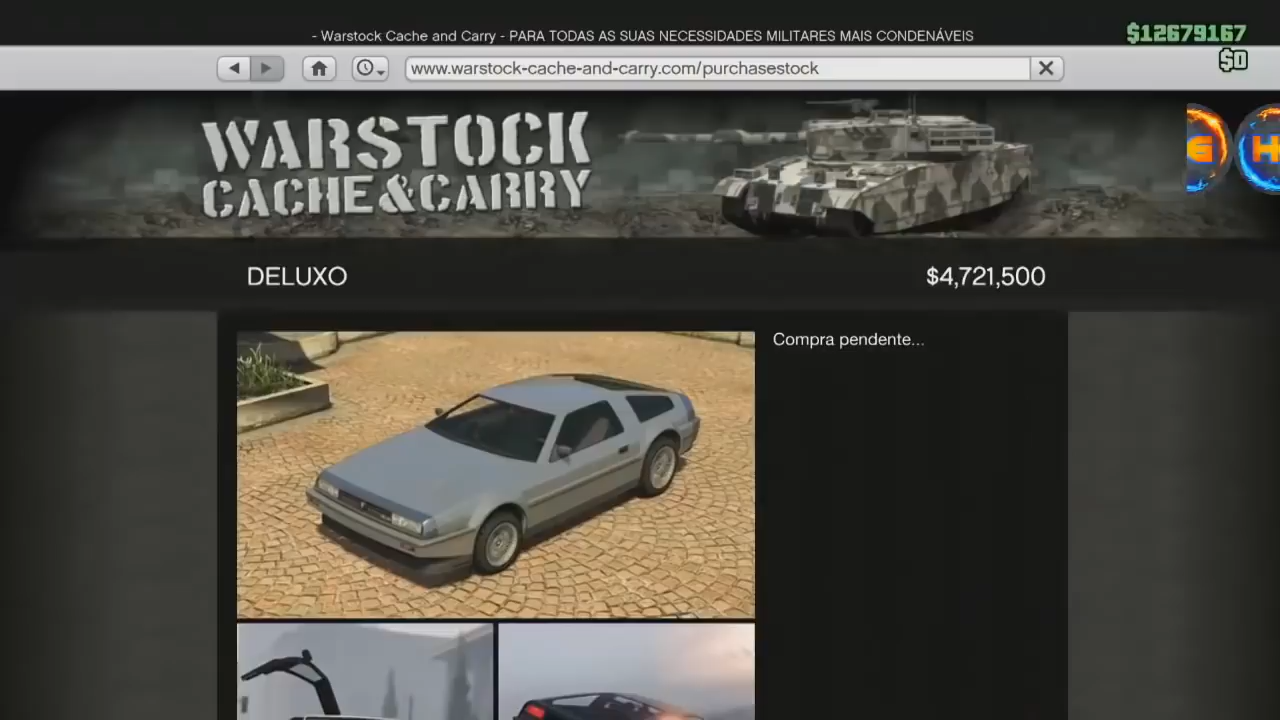 - Warstock Cache and Carry - PARA TODAS AS SUAS NECESSIDADES MILITARES MAIS CONDENÁVEIS
$12679167
$0
www.warstock-cache-and-carry.com/purchasestock
WARSTOCK
CACHE&CARRY
G H
DELUXO
$4,721,500
Compra pendente...